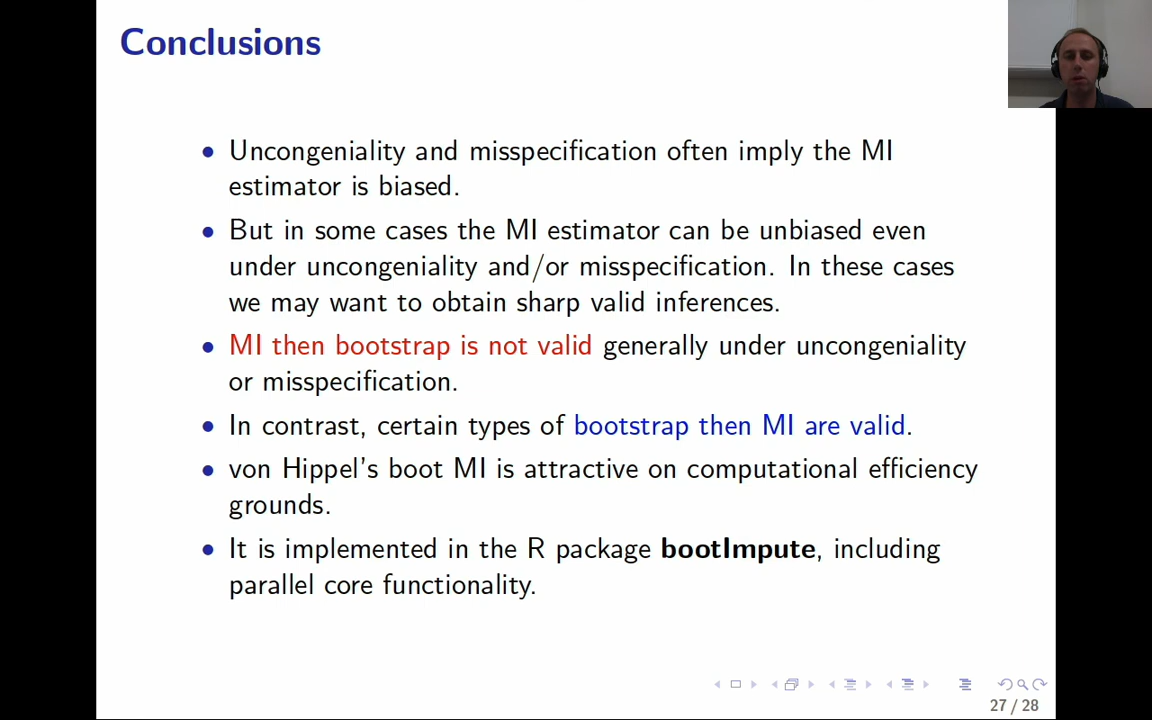 Conclusions
• Uncongeniality and misspecification often imply the MI
estimator is biased.
• But in some cases the MI estimator can be unbiased even
under uncongeniality and/or misspecification. In these cases
we may want to obtain sharp valid inferences.
• MI then bootstrap is not valid generally under uncongeniality
or misspecification.
• In contrast, certain types of bootstrap then MI are valid.
• von Hippel's boot MI is attractive on computational efficiency
grounds.
• It is implemented in the R package bootImpute, including
parallel core functionality.
27 / 28